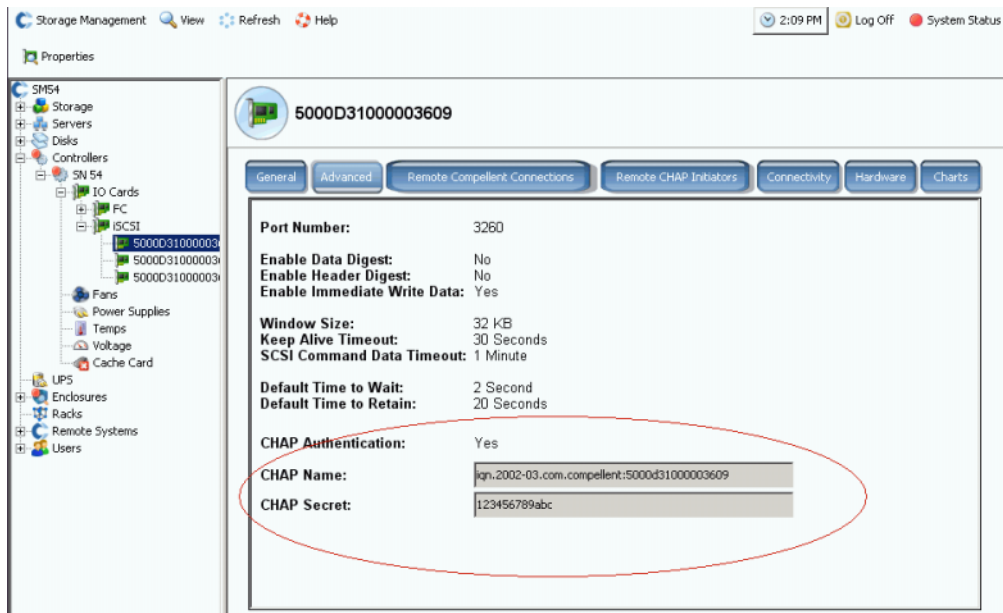 Storage Management View Refresh Help 2:09 PM Log Off System Status
Properties
SM54
Storage
Servers
Disks
Controllers
SN 54
IO Cards
FC
iSCSI
5000D31000003
5000D31000003
5000D31000003
Fans
Power Supplies
Temps
Voltage
Cache Card
UPS
Enclosures
Racks
Remote Systems
Users
5000D31000003609
General Advanced Remote Compellent Connections Remote CHAP Initiators Connectivity Hardware Charts
Port Number: 3260
Enable Data Digest: No
Enable Header Digest: No
Enable Immediate Write Data: Yes
Window Size: 32 KB
Keep Alive Timeout: 30 Seconds
SCSI Command Data Timeout: 1 Minute
Default Time to Wait: 2 Second
Default Time to Retain: 20 Seconds
CHAP Authentication: Yes
CHAP Name: iqn.2002-03.com.compellent:5000d31000003609
CHAP Secret: 123456789abc